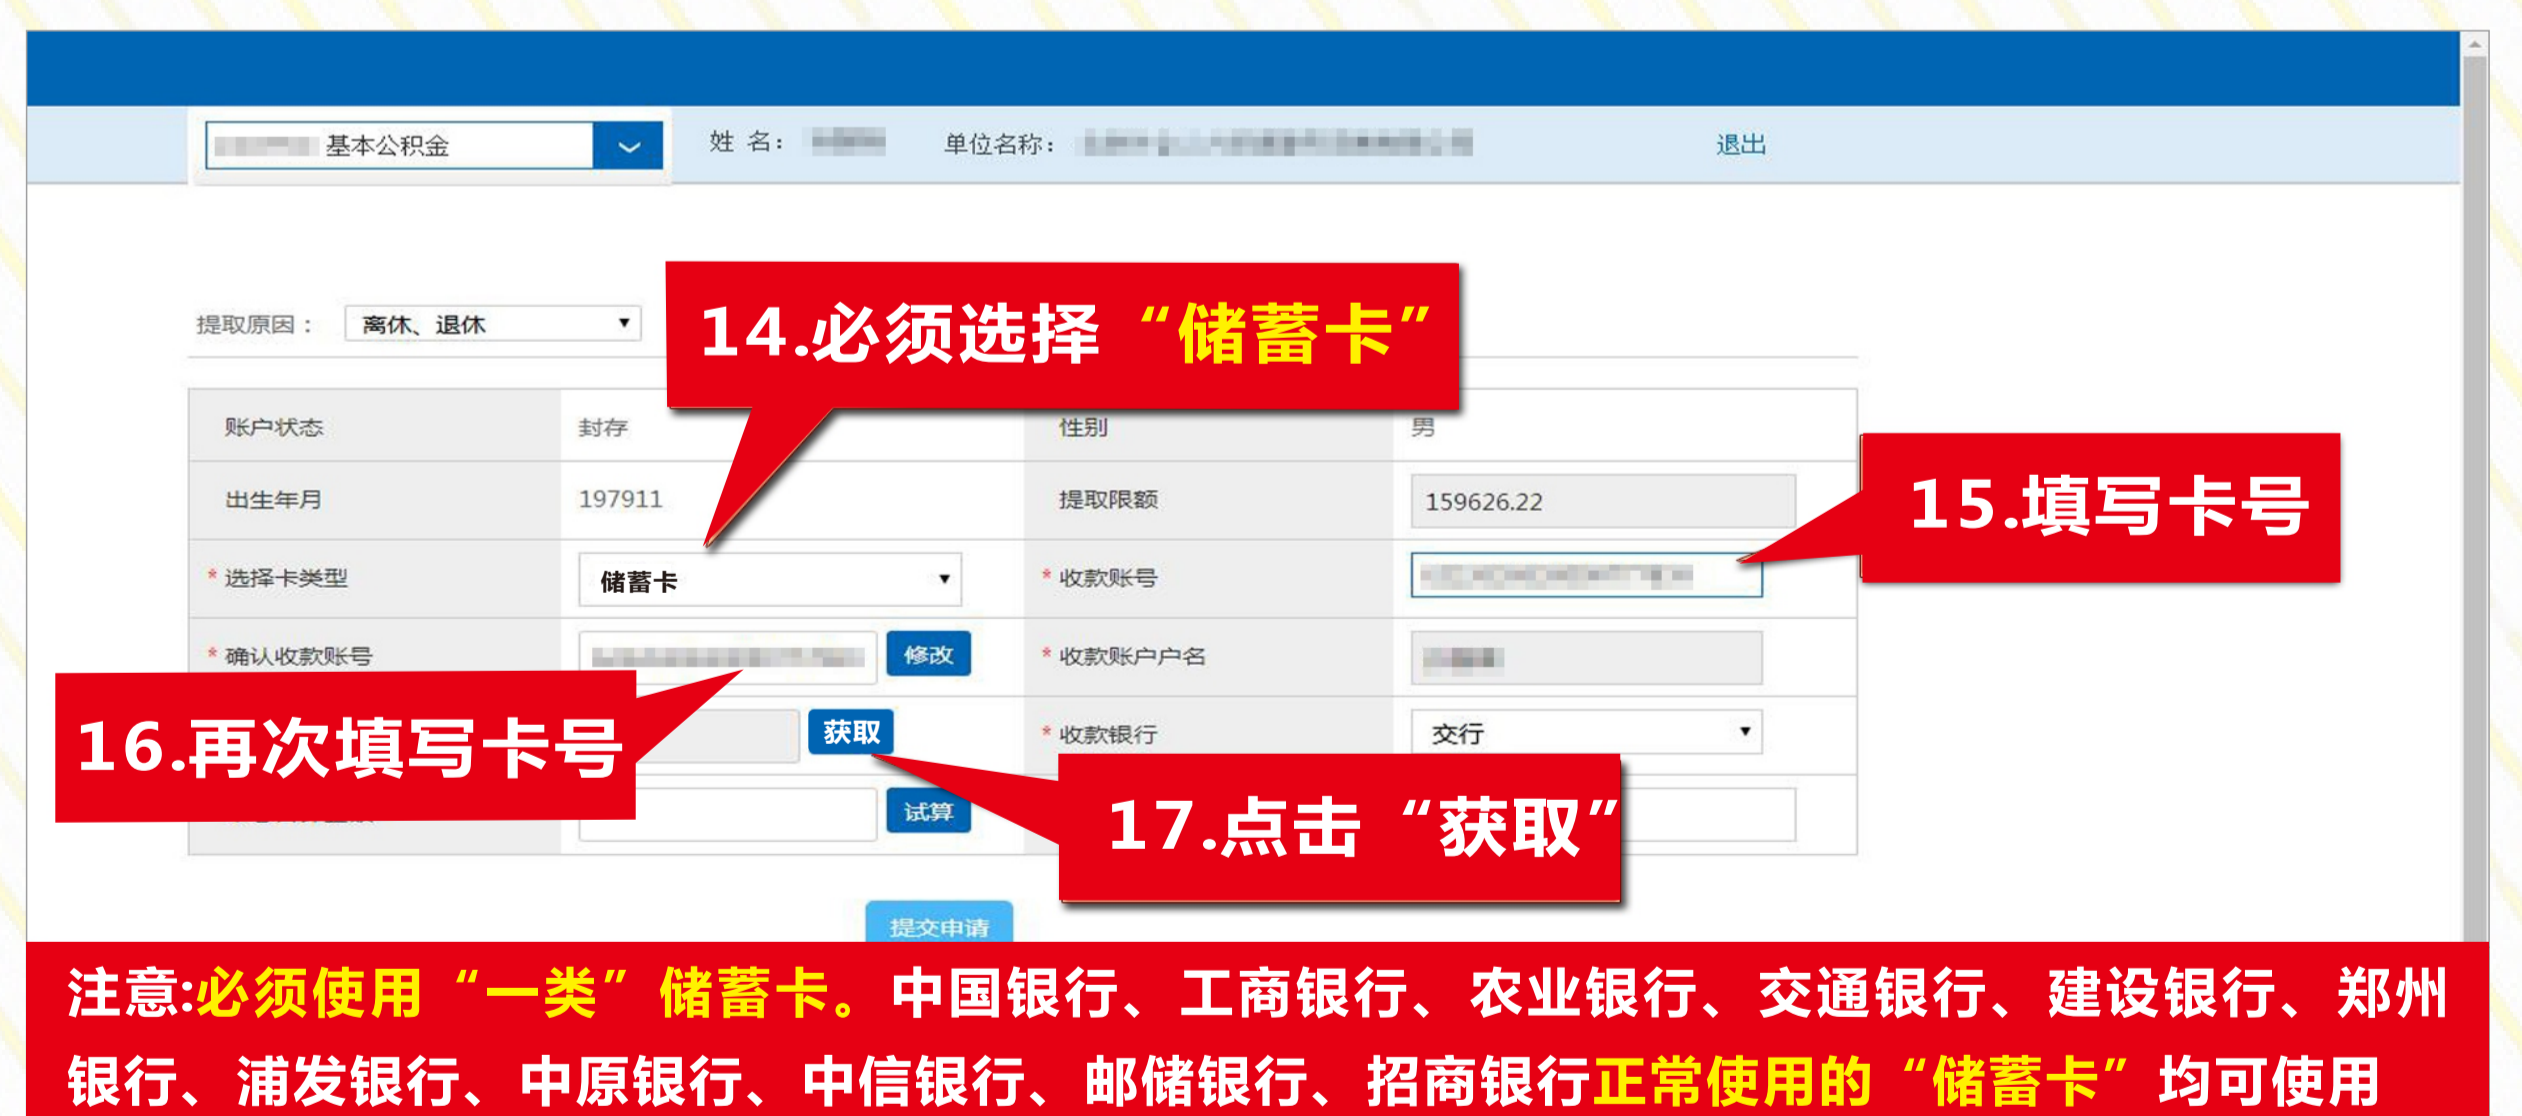 基本公积金 姓 名： 单位名称： 退出
提取原因： 离休、退休
14.必须选择“储蓄卡”
账户状态 封存 性别 男
出生年月 197911 提取限额 159626.22
15.填写卡号
*选择卡类型 储蓄卡 *收款账号
*确认收款账号 修改 *收款账户户名
16.再次填写卡号
获取 *收款银行 交行
试算
17.点击“获取”
提交申请
注意:必须使用“一类”储蓄卡。中国银行、工商银行、农业银行、交通银行、建设银行、郑州
银行、浦发银行、中原银行、中信银行、邮储银行、招商银行正常使用的“储蓄卡”均可使用